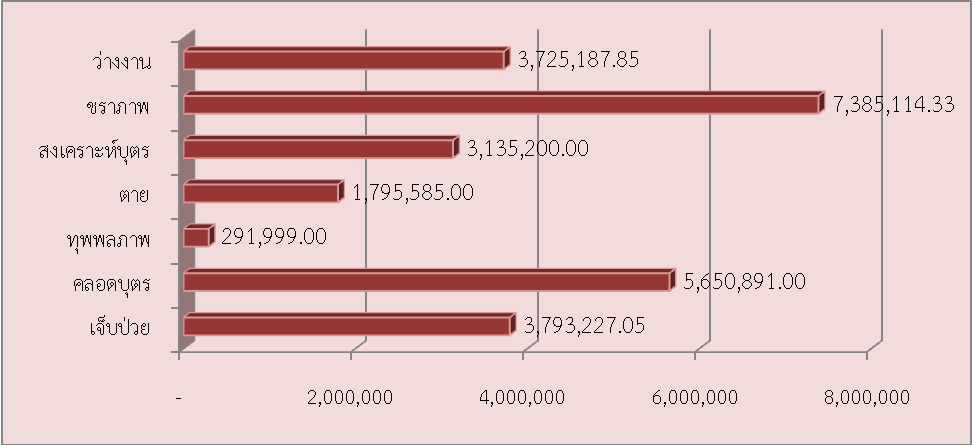 ว่างงาน 3,725,187.85
ชราภาพ 7,385,114.33
สงเคราะห์บุตร 3,135,200.00
ตาย 1,795,585.00
ทุพพลภาพ 291,999.00
คลอดบุตร 5,650,891.00
เจ็บป่วย 3,793,227.05
- 2,000,000 4,000,000 6,000,000 8,000,000